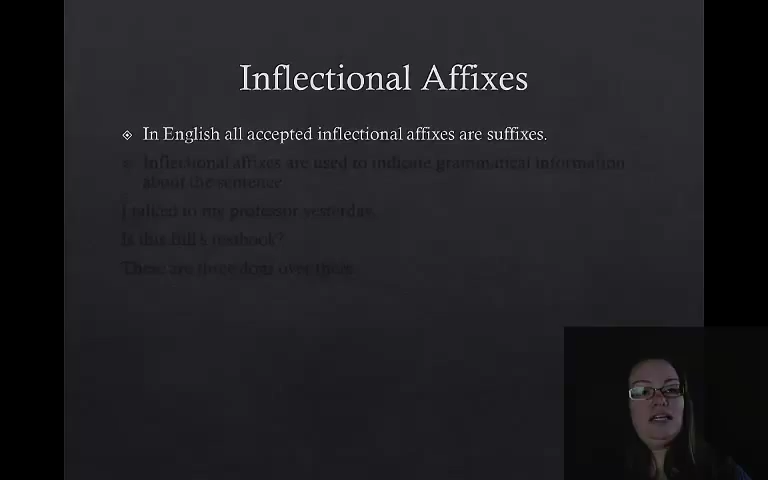 Inflectional Affixes
In English all accepted inflectional affixes are suffixes.
Inflectional affixes are used to indicate grammatical information
about the sentence
I talked to my professor yesterday.
Is this Bill's textbook?
There are three dogs over there.